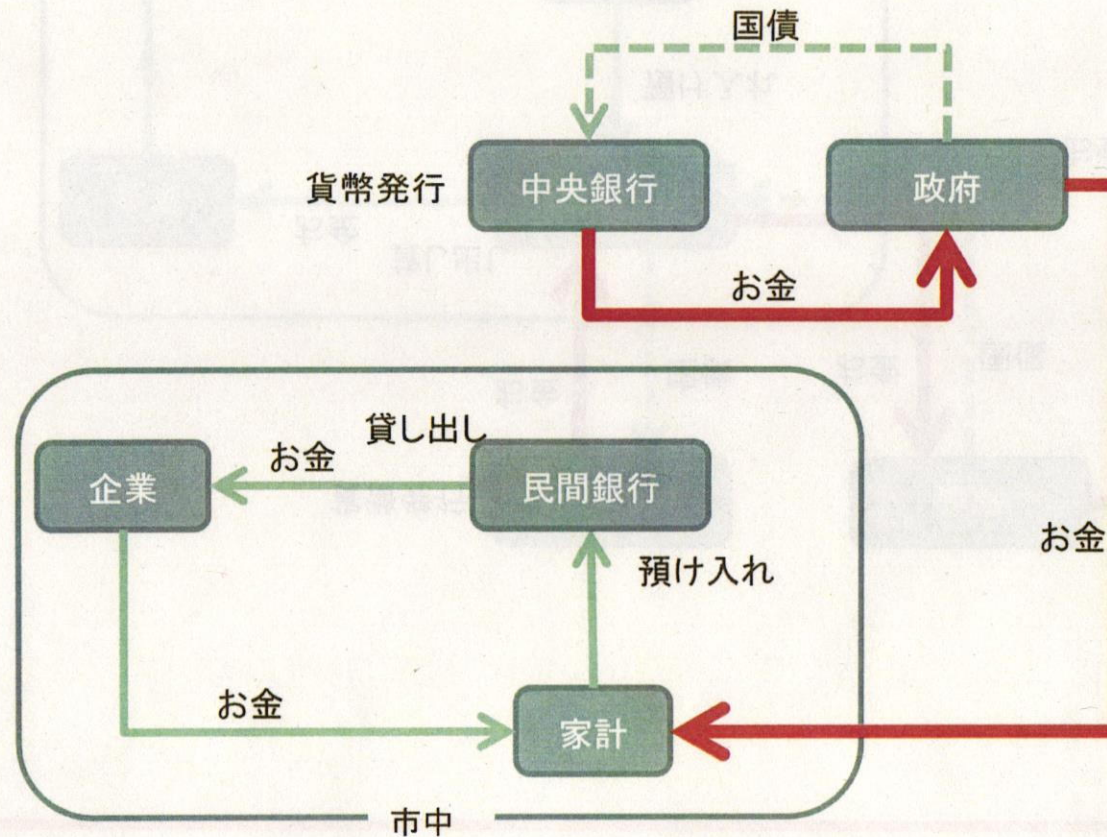 国債
貨幣発行
中央銀行
政府
お金
貸し出し
お金
企業
民間銀行
お金
預け入れ
お金
家計
市中